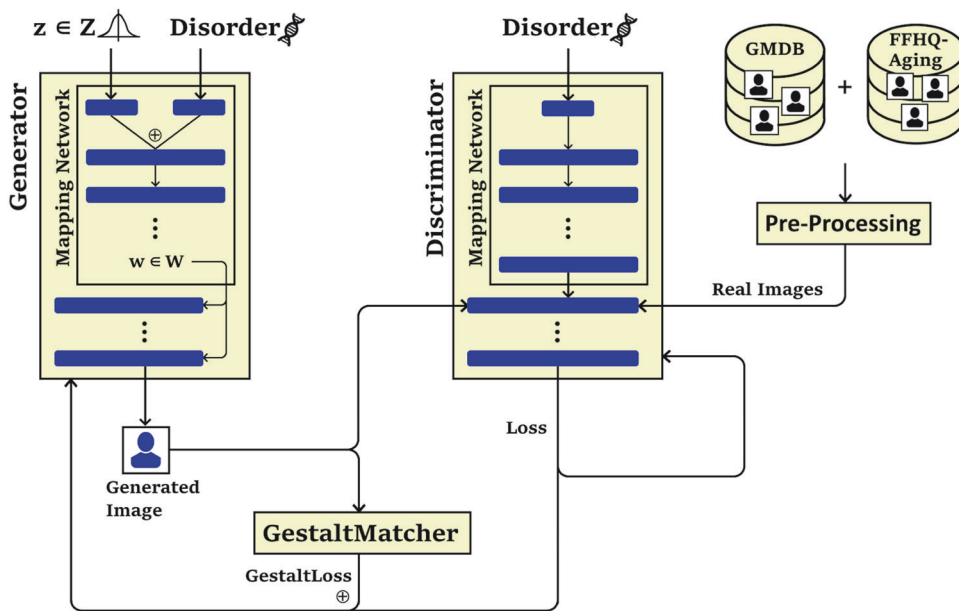 z ∈ Z
Disorder
Disorder
GMDB
+
FFHQ-
Aging
Generator
Mapping Network
⊕
w ∈ W
Discriminator
Mapping Network
Pre-Processing
Real Images
Loss
Generated
Image
GestaltMatcher
GestaltLoss
⊕